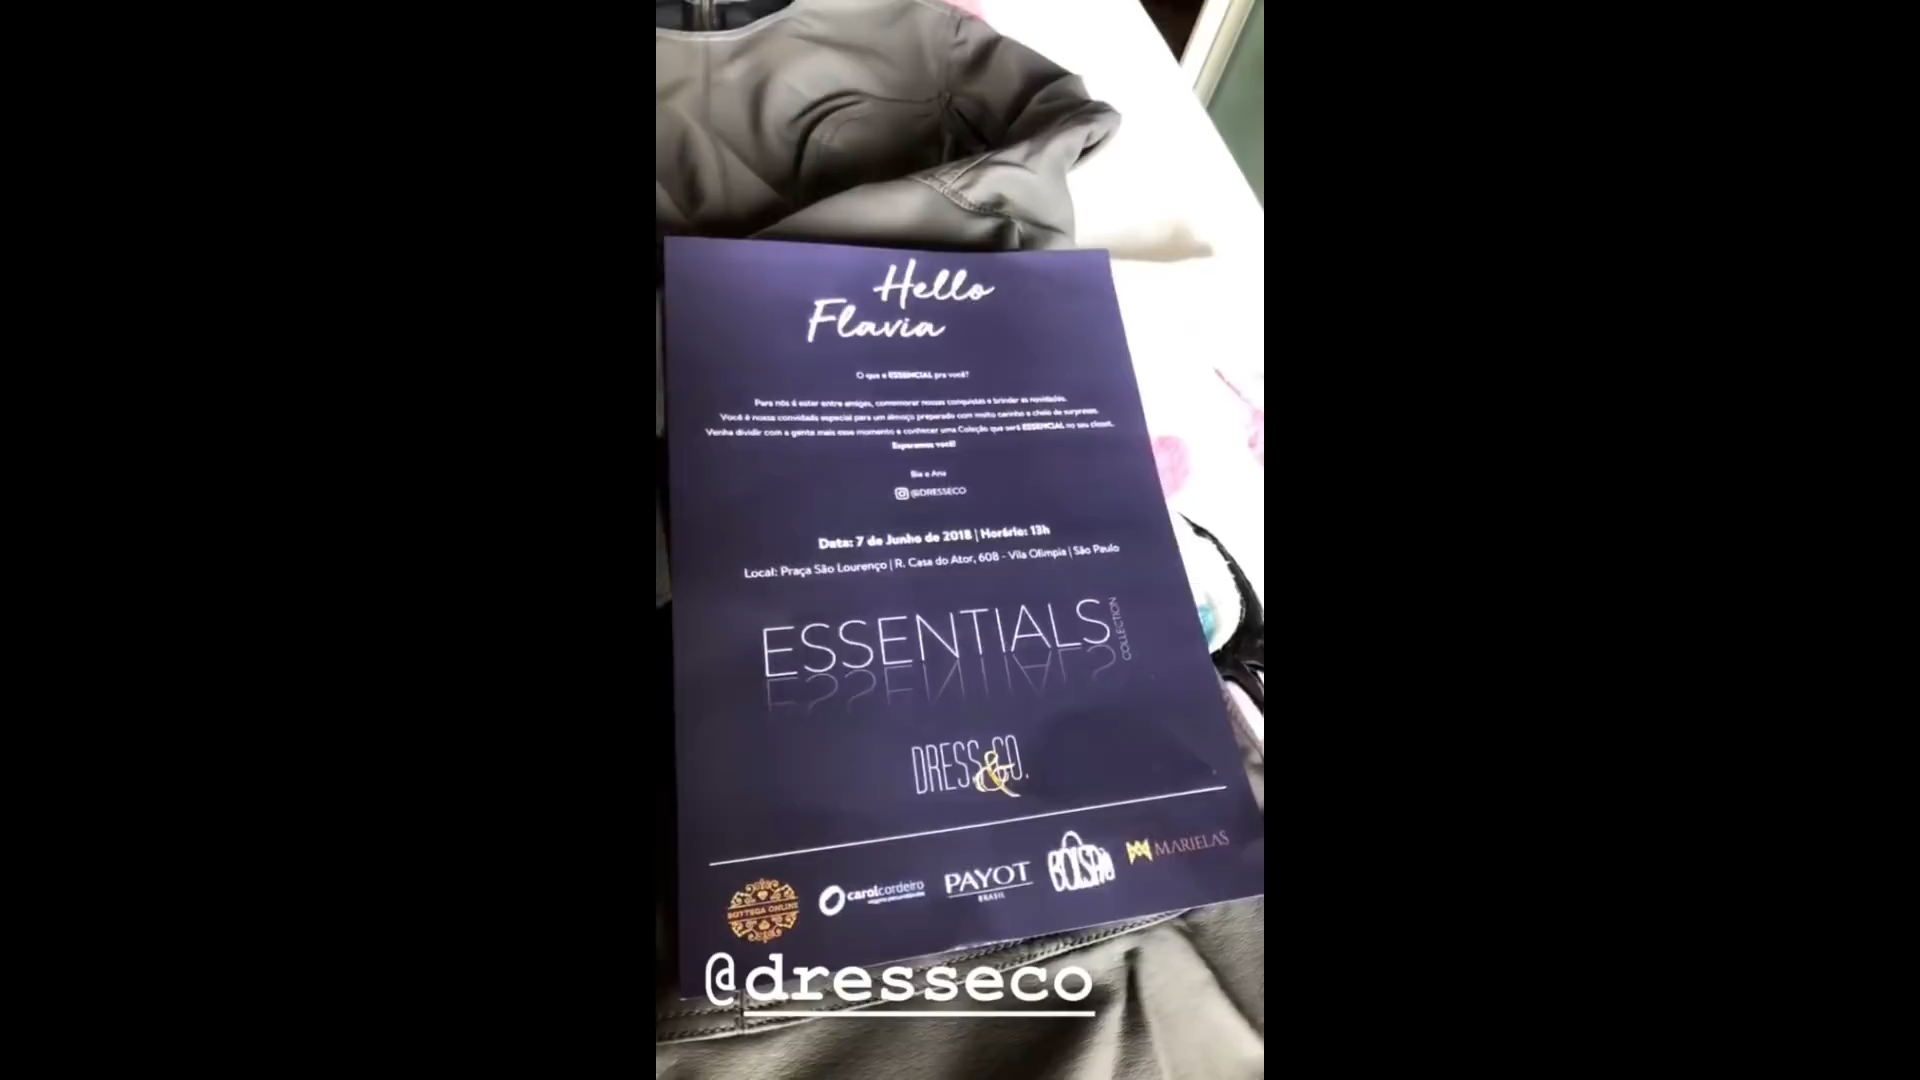 Hello
Flavia
O que e ESSENCIAL pra você?
Para nós é estar entre amigos, comemorar nossas conquistas e brindar as novidades.
Você é nossa convidada especial para um almoço preparado com muito carinho e cheio de surpresas.
Venha dividir com a gente mais esse momento e conhecer uma Coleção que será ESSENCIAL no seu closet.
Esperamos você!
Bia e Ana
@DRESSECO
Data: 7 de Junho de 2018 | Horário: 13h
Local: Praça São Lourenço | R. Casa do Ator, 608 - Vila Olímpia | São Paulo
ESSENTIALS
COLLECTION
DRESS & CO.
BOTTEGA ONLINE
carolcordeiro
PAYOT
BRASIL
MARIELAS
@dresseco